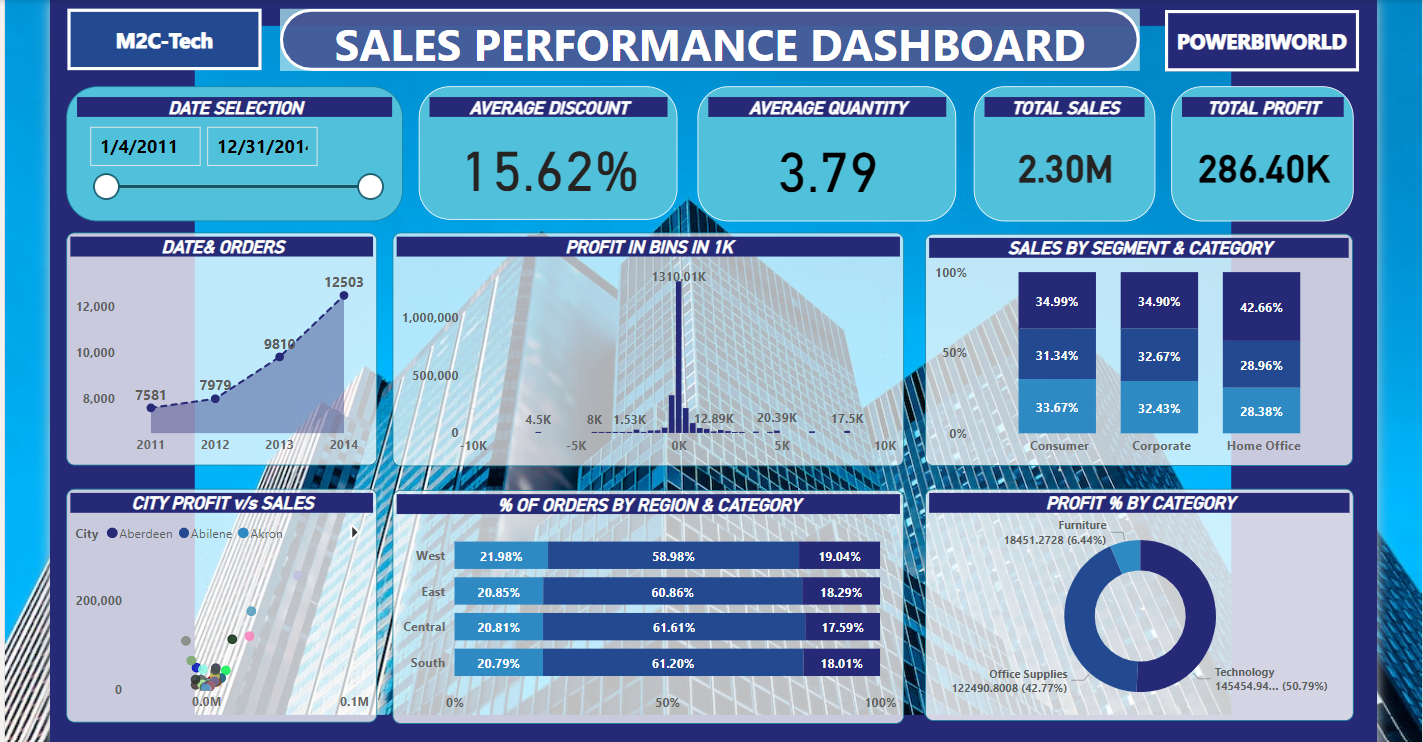 M2C-Tech
SALES PERFORMANCE DASHBOARD
POWERBIWORLD
DATE SELECTION
1/4/2011
12/31/201
AVERAGE DISCOUNT
15.62%
AVERAGE QUANTITY
3.79
TOTAL SALES
2.30M
TOTAL PROFIT
286.40K
DATE& ORDERS
12,000
10,000
8,000
7581
7979
9810
12503
2011 2012 2013 2014
PROFIT IN BINS IN 1K
1,000,000
500,000
0
1310.01K
4.5K 8K 1.53K 12.89K 20.39K 17.5K
-10K -5K 0K 5K 10K
SALES BY SEGMENT & CATEGORY
100%
50%
0%
34.99% 34.90% 42.66%
31.34% 32.67% 28.96%
33.67% 32.43% 28.38%
Consumer Corporate Home Office
CITY PROFIT v/s SALES
City Aberdeen Abilene Akron
200,000
0
0.0M 0.1M
% OF ORDERS BY REGION & CATEGORY
West 21.98% 58.98% 19.04%
East 20.85% 60.86% 18.29%
Central 20.81% 61.61% 17.59%
South 20.79% 61.20% 18.01%
0% 50% 100%
PROFIT % BY CATEGORY
Furniture
18451.2728 (6.44%)
Office Supplies
122490.8008 (42.77%)
Technology
145454.94... (50.79%)